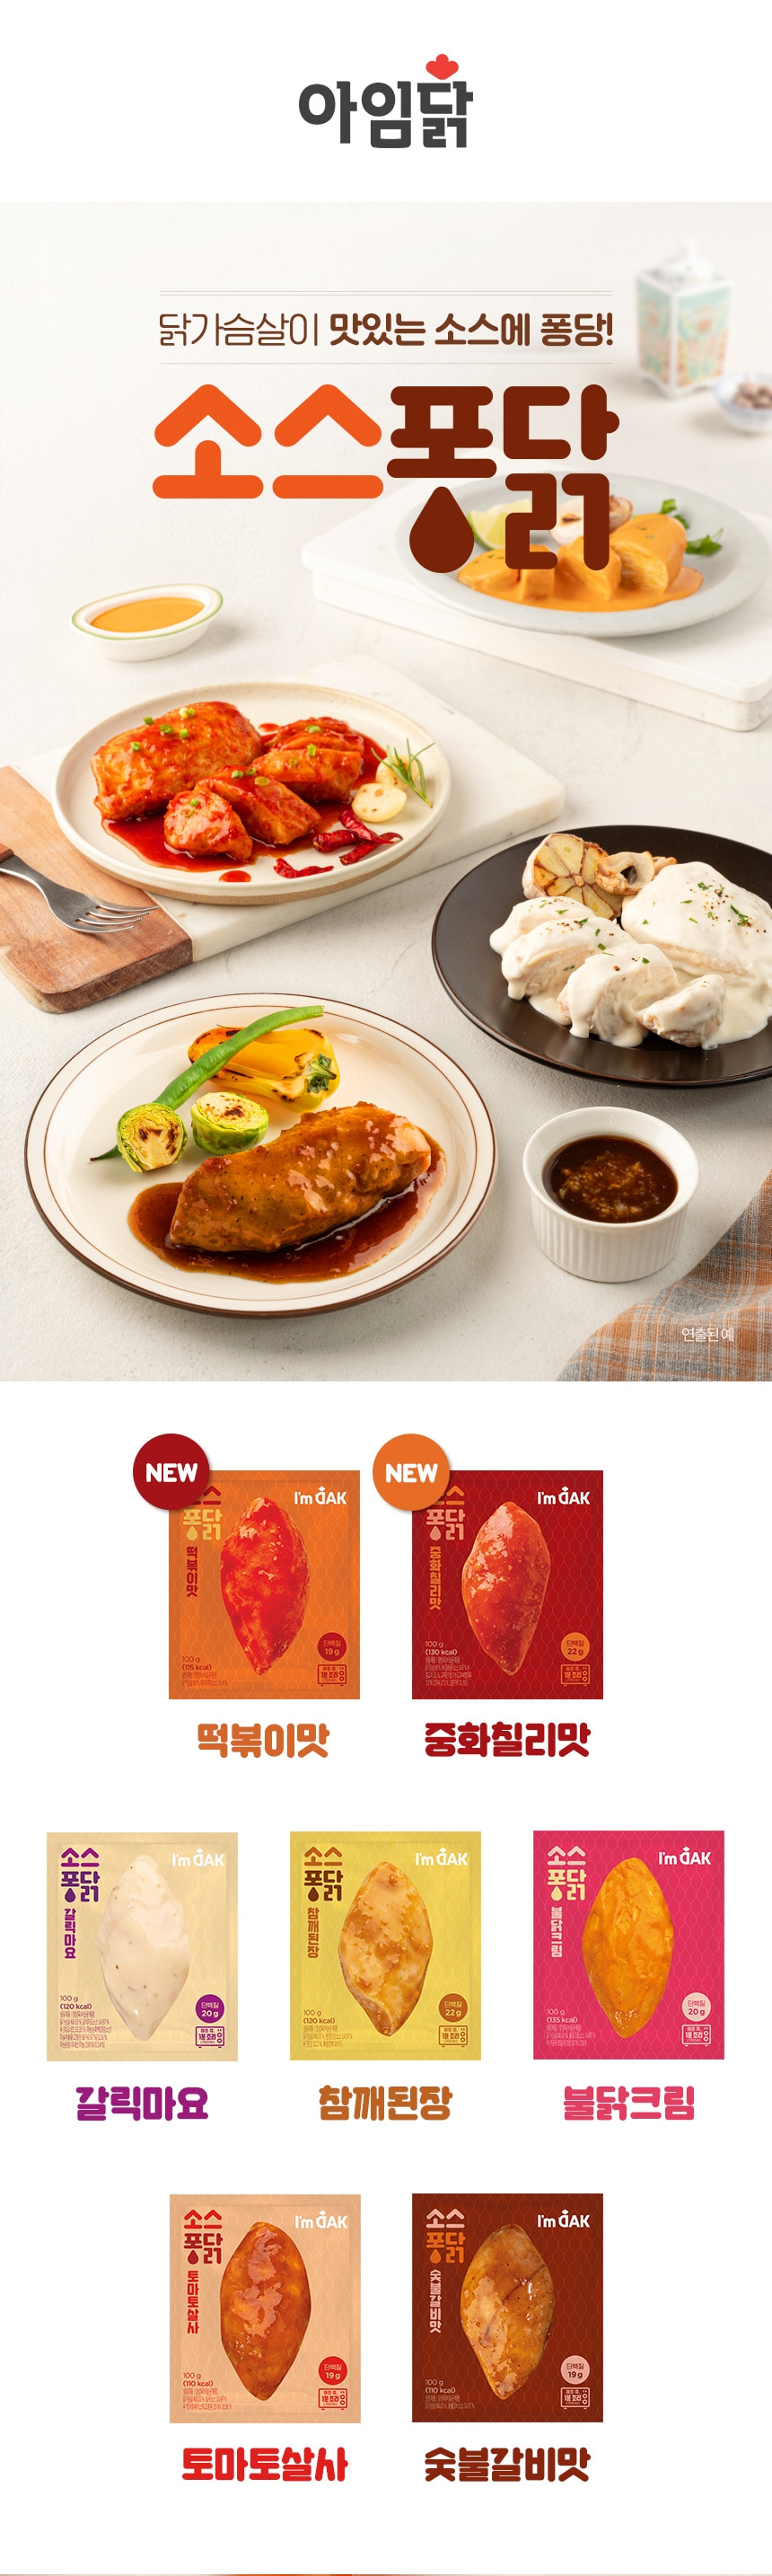 아임닭
닭가슴살이 맛있는 소스에 퐁당!
소스퐁닭
연출된 예
NEW
소스
퐁닭
떡볶이맛
I'm DAK
100 g
(115 kcal)
단백질
19 g
떡볶이맛
NEW
소스
퐁닭
중화칠리맛
I'm DAK
100 g
(130 kcal)
단백질
22 g
중화칠리맛
소스
퐁닭
갈릭마요
I'm DAK
100 g
(120 kcal)
단백질
20 g
갈릭마요
소스
퐁닭
참깨된장
I'm DAK
100 g
(120 kcal)
단백질
22 g
참깨된장
소스
퐁닭
불닭크림
I'm DAK
100 g
(135 kcal)
단백질
20 g
불닭크림
소스
퐁닭
토마토살사
I'm DAK
100 g
(110 kcal)
단백질
19 g
토마토살사
소스
퐁닭
숯불갈비맛
I'm DAK
100 g
(110 kcal)
단백질
19 g
숯불갈비맛